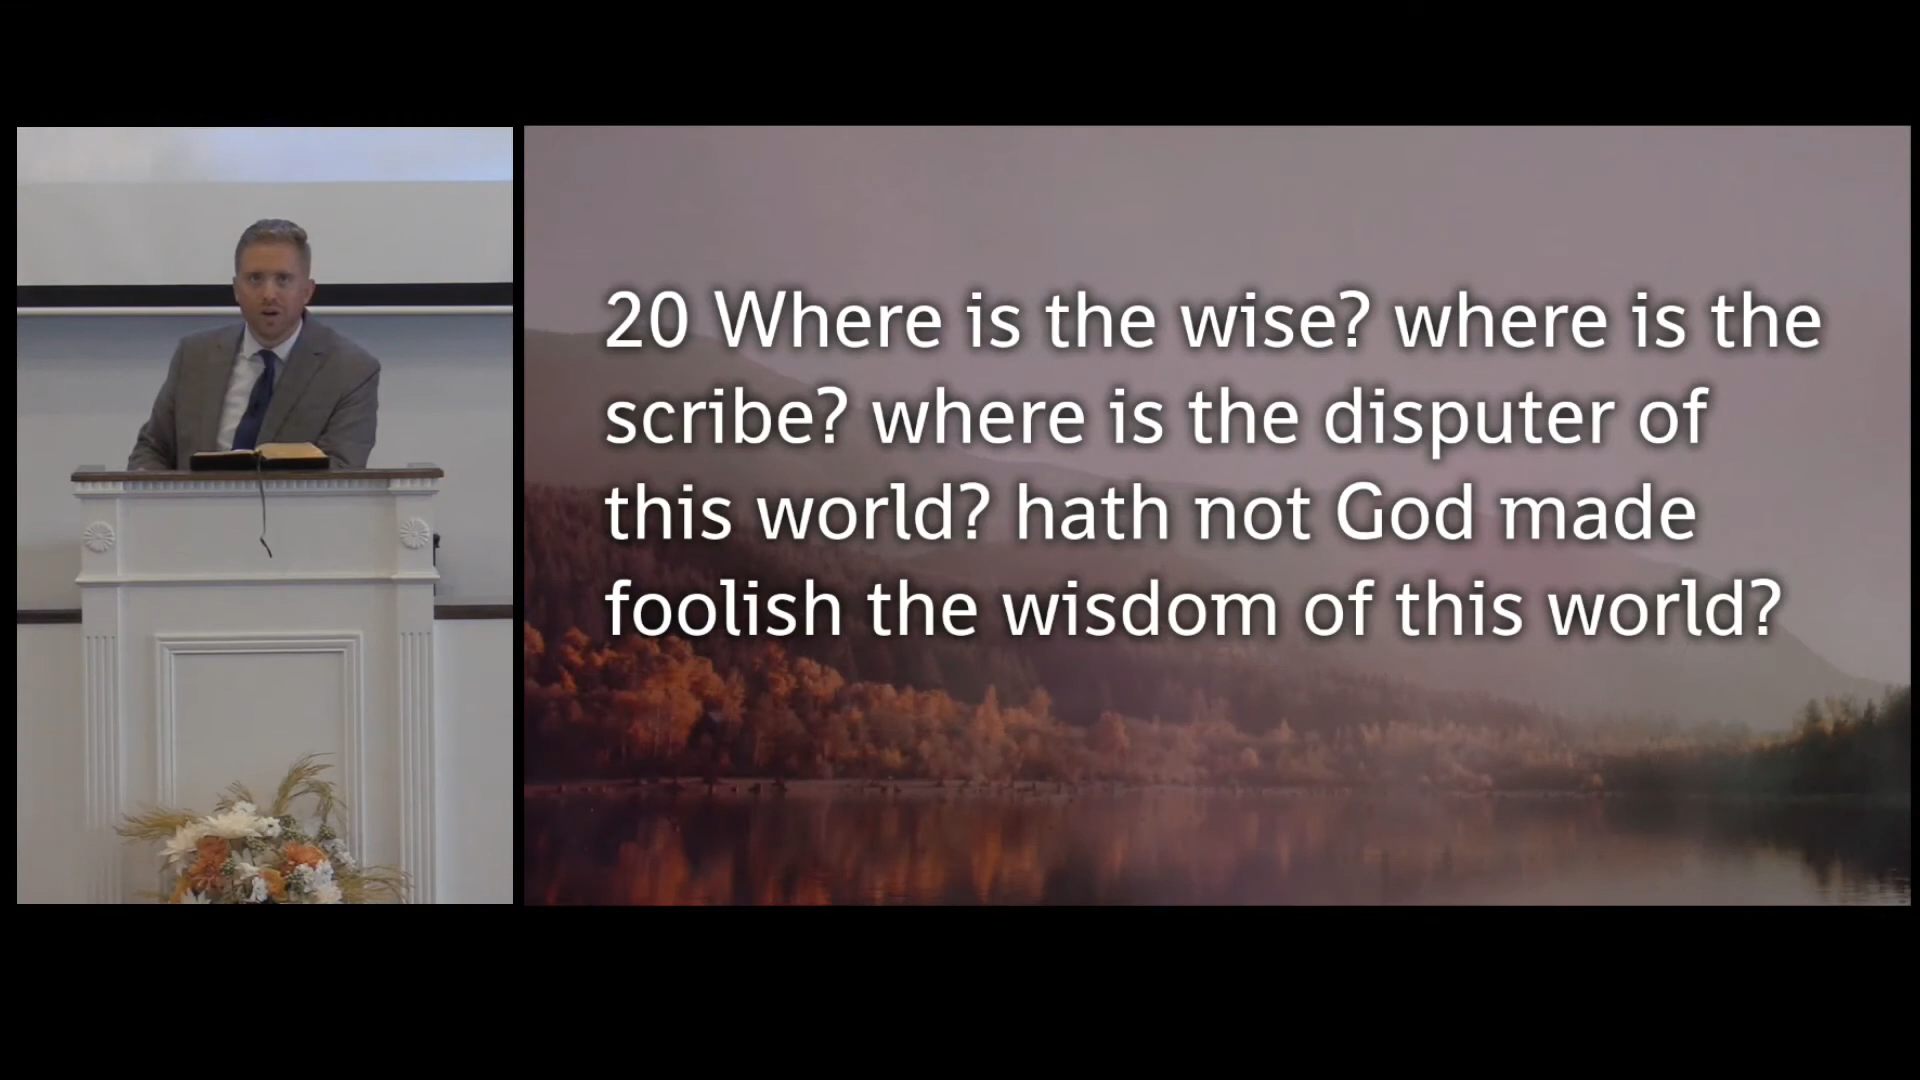 20 Where is the wise? where is the
scribe? where is the disputer of
this world? hath not God made
foolish the wisdom of this world?